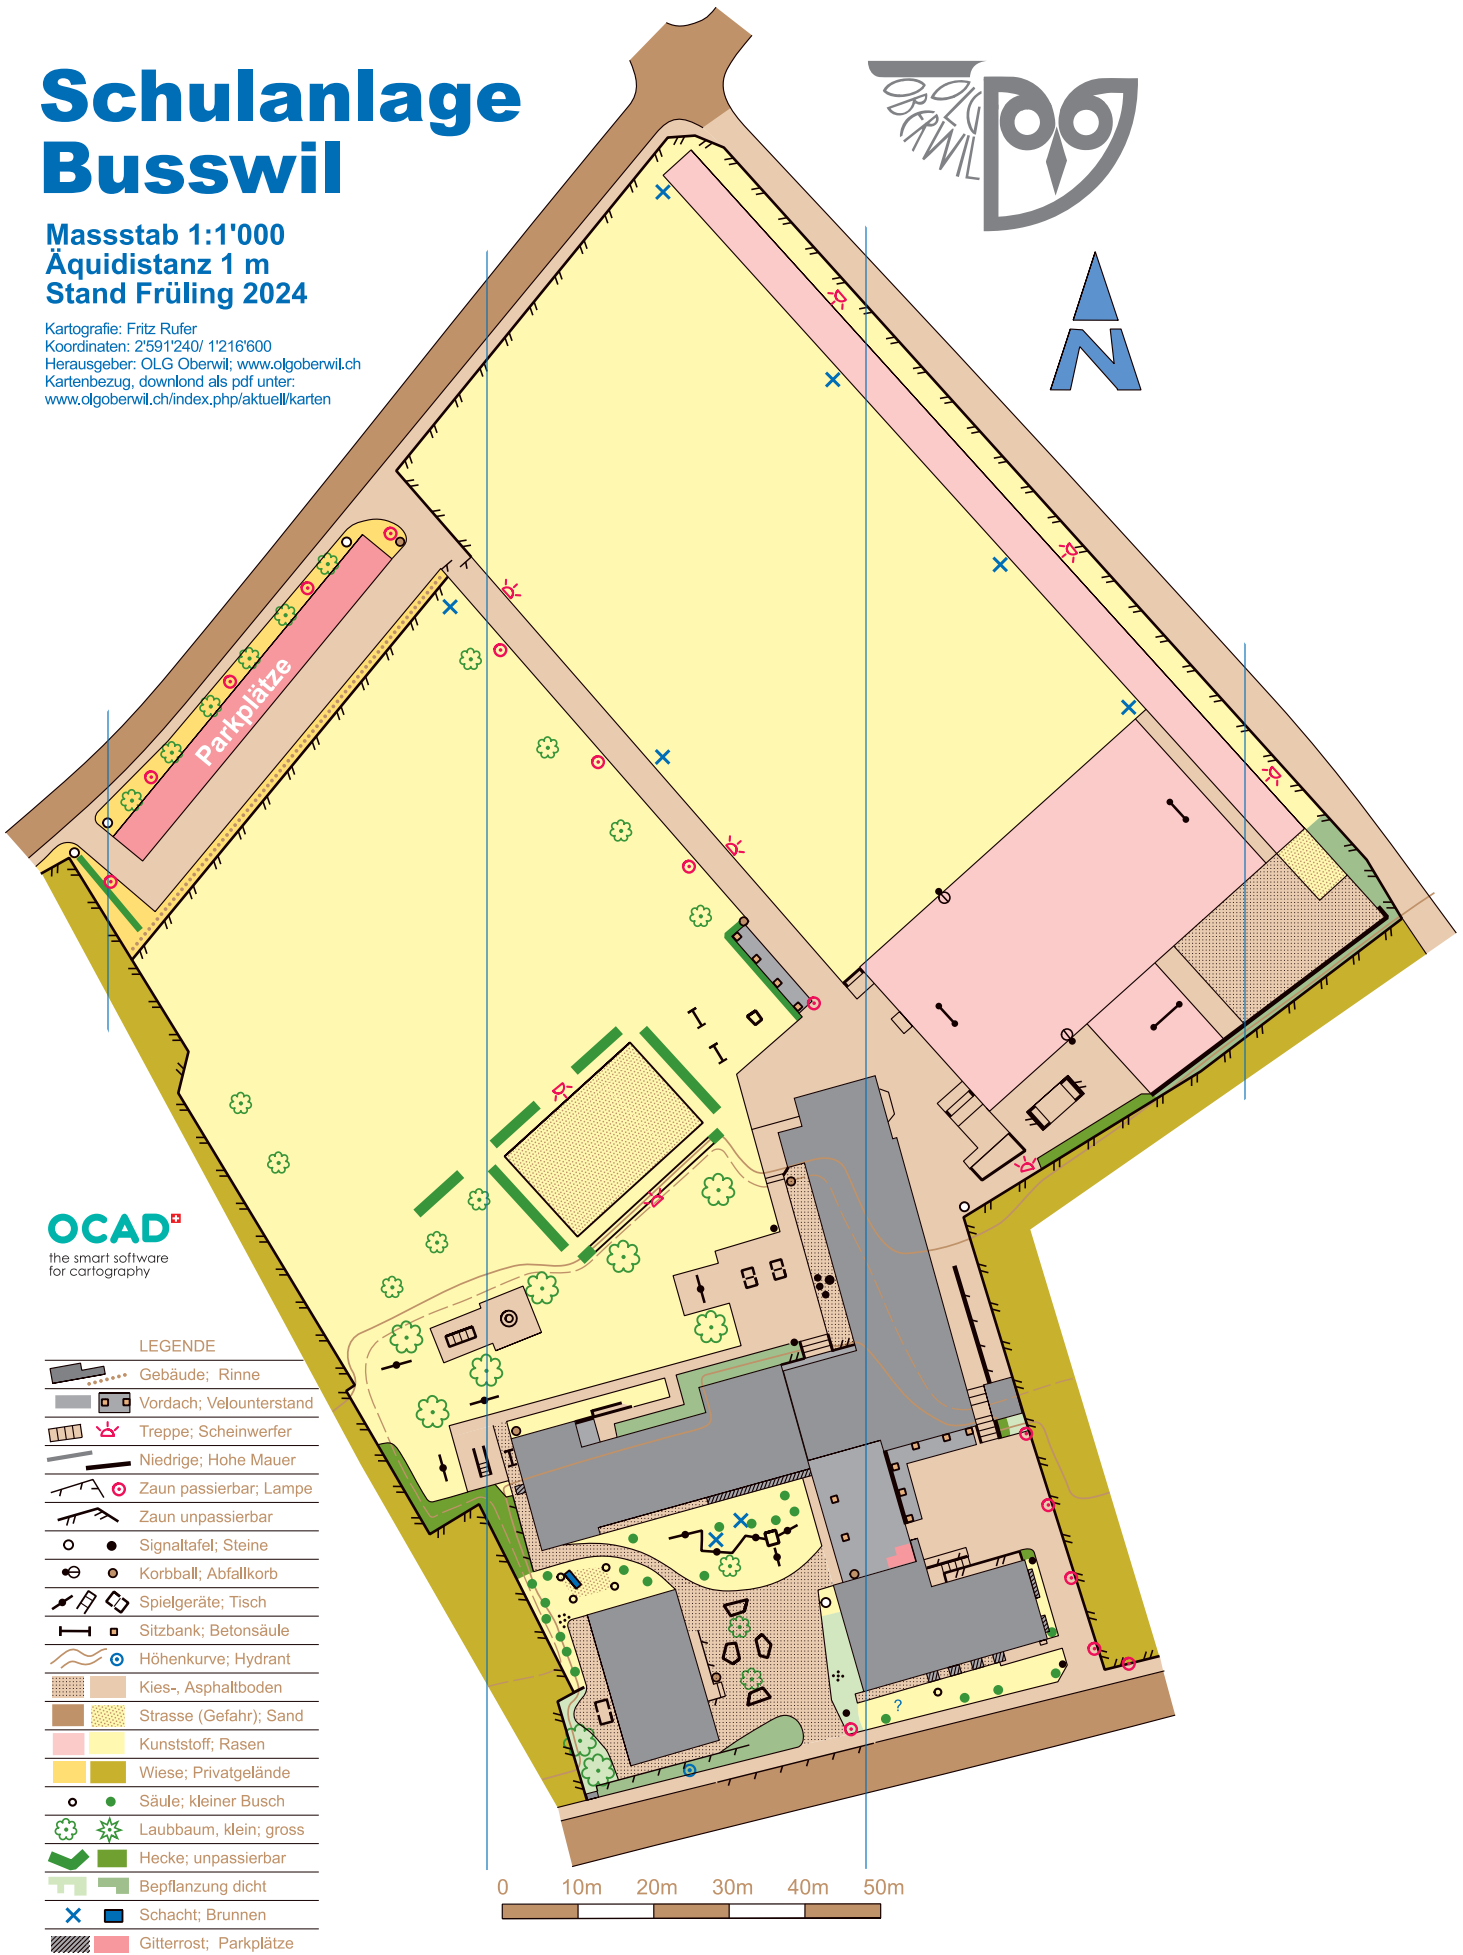 Schulanlage
Busswil
Massstab 1:1'000
Äquidistanz 1 m
Stand Früling 2024
Kartografie: Fritz Rufer
Koordinaten: 2'591'240/ 1'216'600
Herausgeber: OLG Oberwil; www.olgoberwil.ch
Kartenbezug, downlond als pdf unter:
www.olgoberwil.ch/index.php/aktuell/karten
OLG
OBERWIL
N
Parkplätze
OCAD
the smart software
for cartography
LEGENDE
Gebäude; Rinne
Vordach; Velounterstand
Treppe; Scheinwerfer
Niedrige; Hohe Mauer
Zaun passierbar; Lampe
Zaun unpassierbar
Signaltafel; Steine
Korbball; Abfallkorb
Spielgeräte; Tisch
Sitzbank; Betonsäule
Höhenkurve; Hydrant
Kies-, Asphaltboden
Strasse (Gefahr); Sand
Kunststoff; Rasen
Wiese; Privatgelände
Säule; kleiner Busch
Laubbaum, klein; gross
Hecke; unpassierbar
Bepflanzung dicht
Schacht; Brunnen
Gitterrost; Parkplätze
?
0 10m 20m 30m 40m 50m